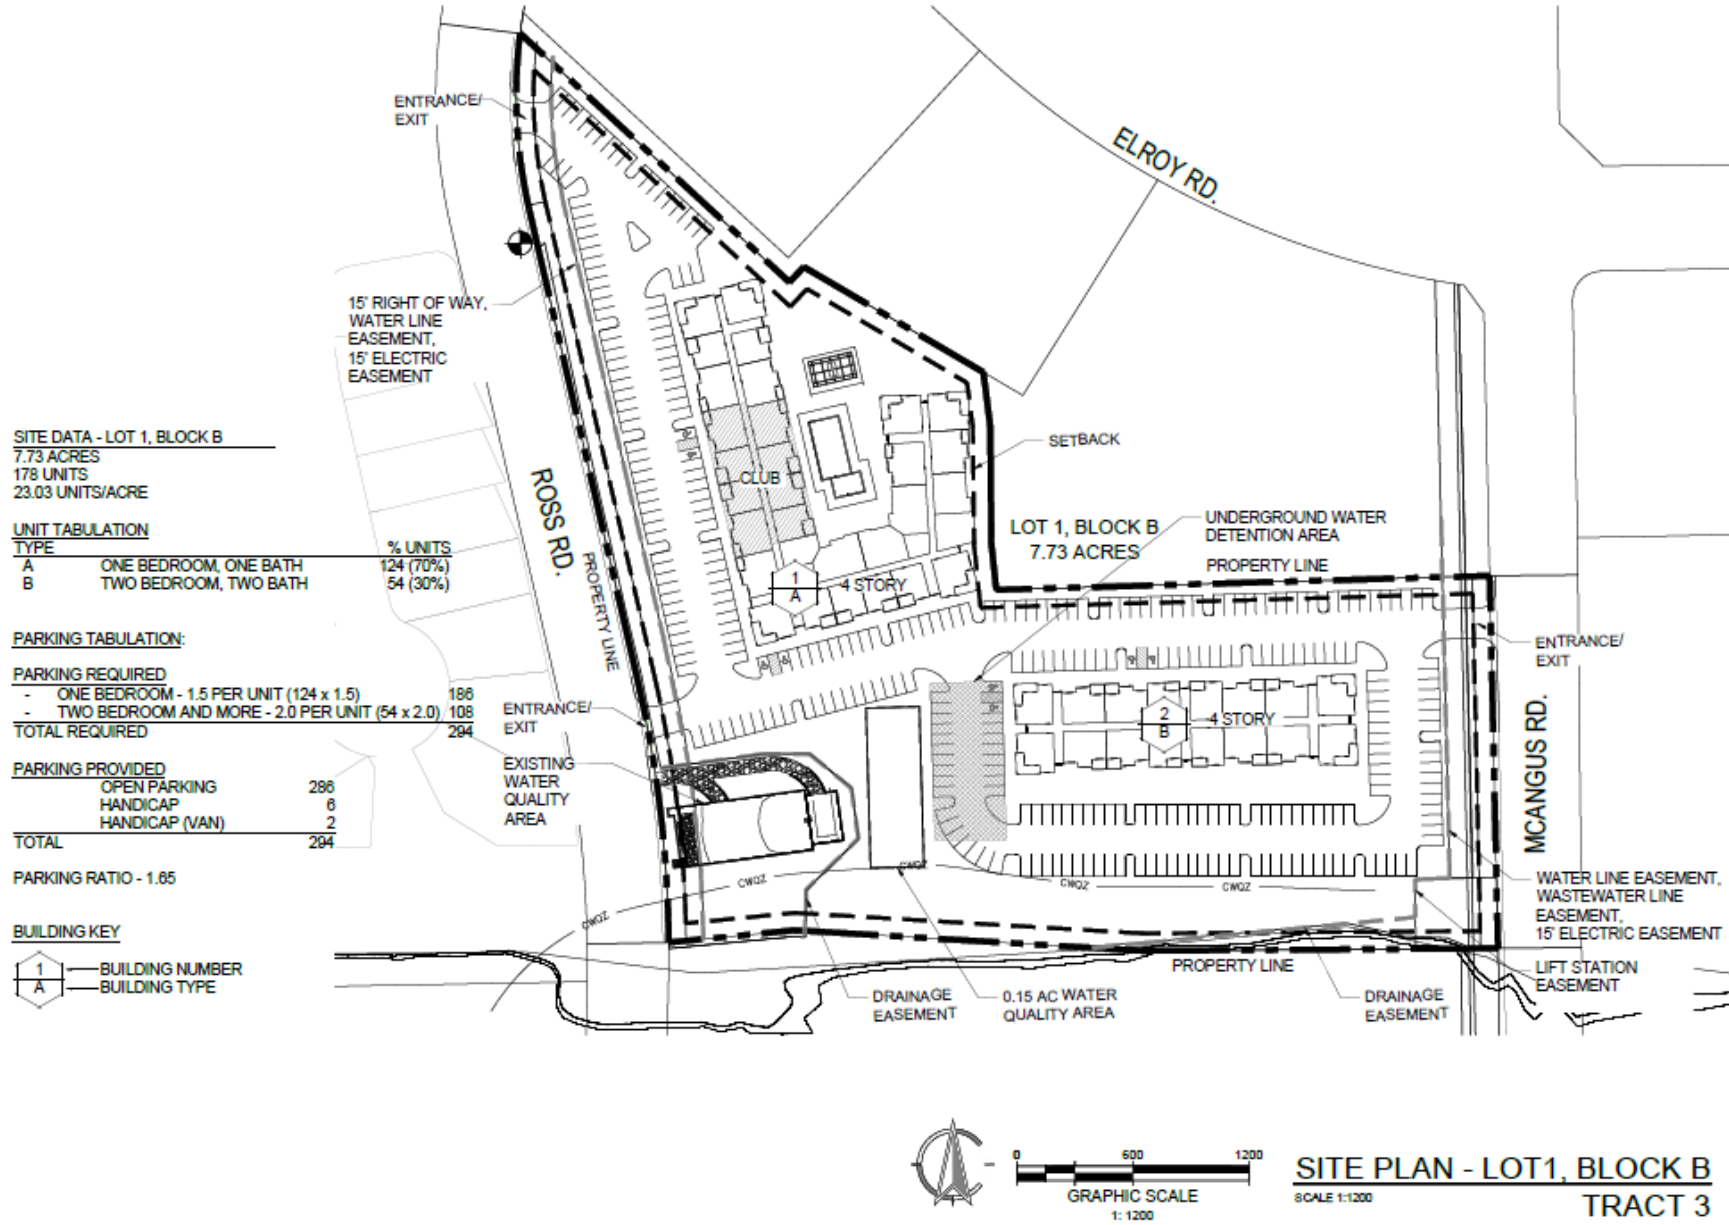 ENTRANCE/
EXIT
ELROY RD.
15' RIGHT OF WAY,
WATER LINE
EASEMENT,
15' ELECTRIC
EASEMENT
SITE DATA - LOT 1, BLOCK B
7.73 ACRES
178 UNITS
23.03 UNITS/ACRE
UNIT TABULATION
TYPE % UNITS
A ONE BEDROOM, ONE BATH 124 (70%)
B TWO BEDROOM, TWO BATH 54 (30%)
PARKING TABULATION:
PARKING REQUIRED
- ONE BEDROOM - 1.5 PER UNIT (124 x 1.5) 186
- TWO BEDROOM AND MORE - 2.0 PER UNIT (54 x 2.0) 108
TOTAL REQUIRED 294
PARKING PROVIDED
OPEN PARKING 286
HANDICAP 6
HANDICAP (VAN) 2
TOTAL 294
PARKING RATIO - 1.65
BUILDING KEY
1
A
BUILDING NUMBER
BUILDING TYPE
ROSS RD.
PROPERTY LINE
CLUB
1
A
4 STORY
SETBACK
LOT 1, BLOCK B
7.73 ACRES
UNDERGROUND WATER
DETENTION AREA
PROPERTY LINE
ENTRANCE/
EXIT
ENTRANCE/
EXIT
EXISTING
WATER
QUALITY
AREA
2
B
4 STORY
MCANGUS RD.
CWQZ
CWQZ
CWQZ
CWQZ
CWQZ
WATER LINE EASEMENT,
WASTEWATER LINE
EASEMENT,
15' ELECTRIC EASEMENT
PROPERTY LINE
LIFT STATION
EASEMENT
DRAINAGE
EASEMENT
0.15 AC WATER
QUALITY AREA
DRAINAGE
EASEMENT
0 600 1200
GRAPHIC SCALE
1: 1200
SITE PLAN - LOT1, BLOCK B
SCALE 1:1200
TRACT 3